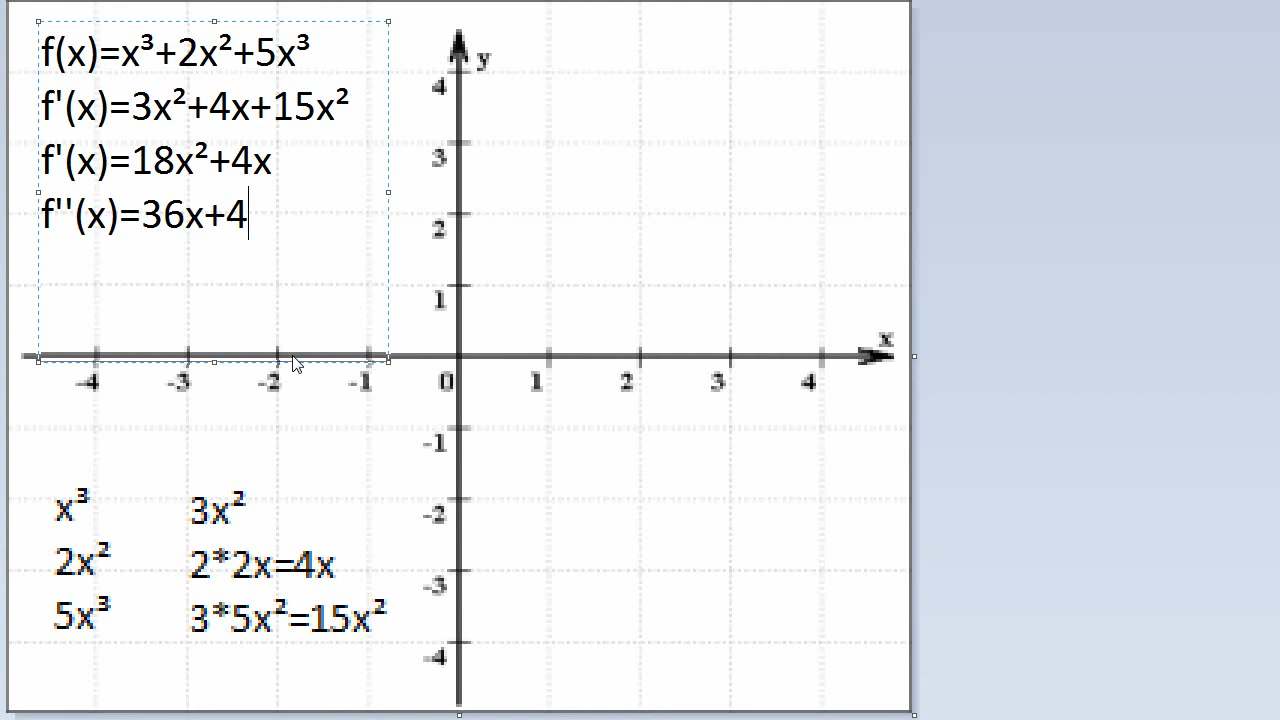 f(x)=x³+2x²+5x³
f'(x)=3x²+4x+15x²
f'(x)=18x²+4x
f''(x)=36x+4
y
4
3
2
1
x
-4 -3 -2 -1 0 1 2 3 4
-1
-2
-3
-4
x³ 3x²
2x² 2*2x=4x
5x³ 3*5x²=15x²